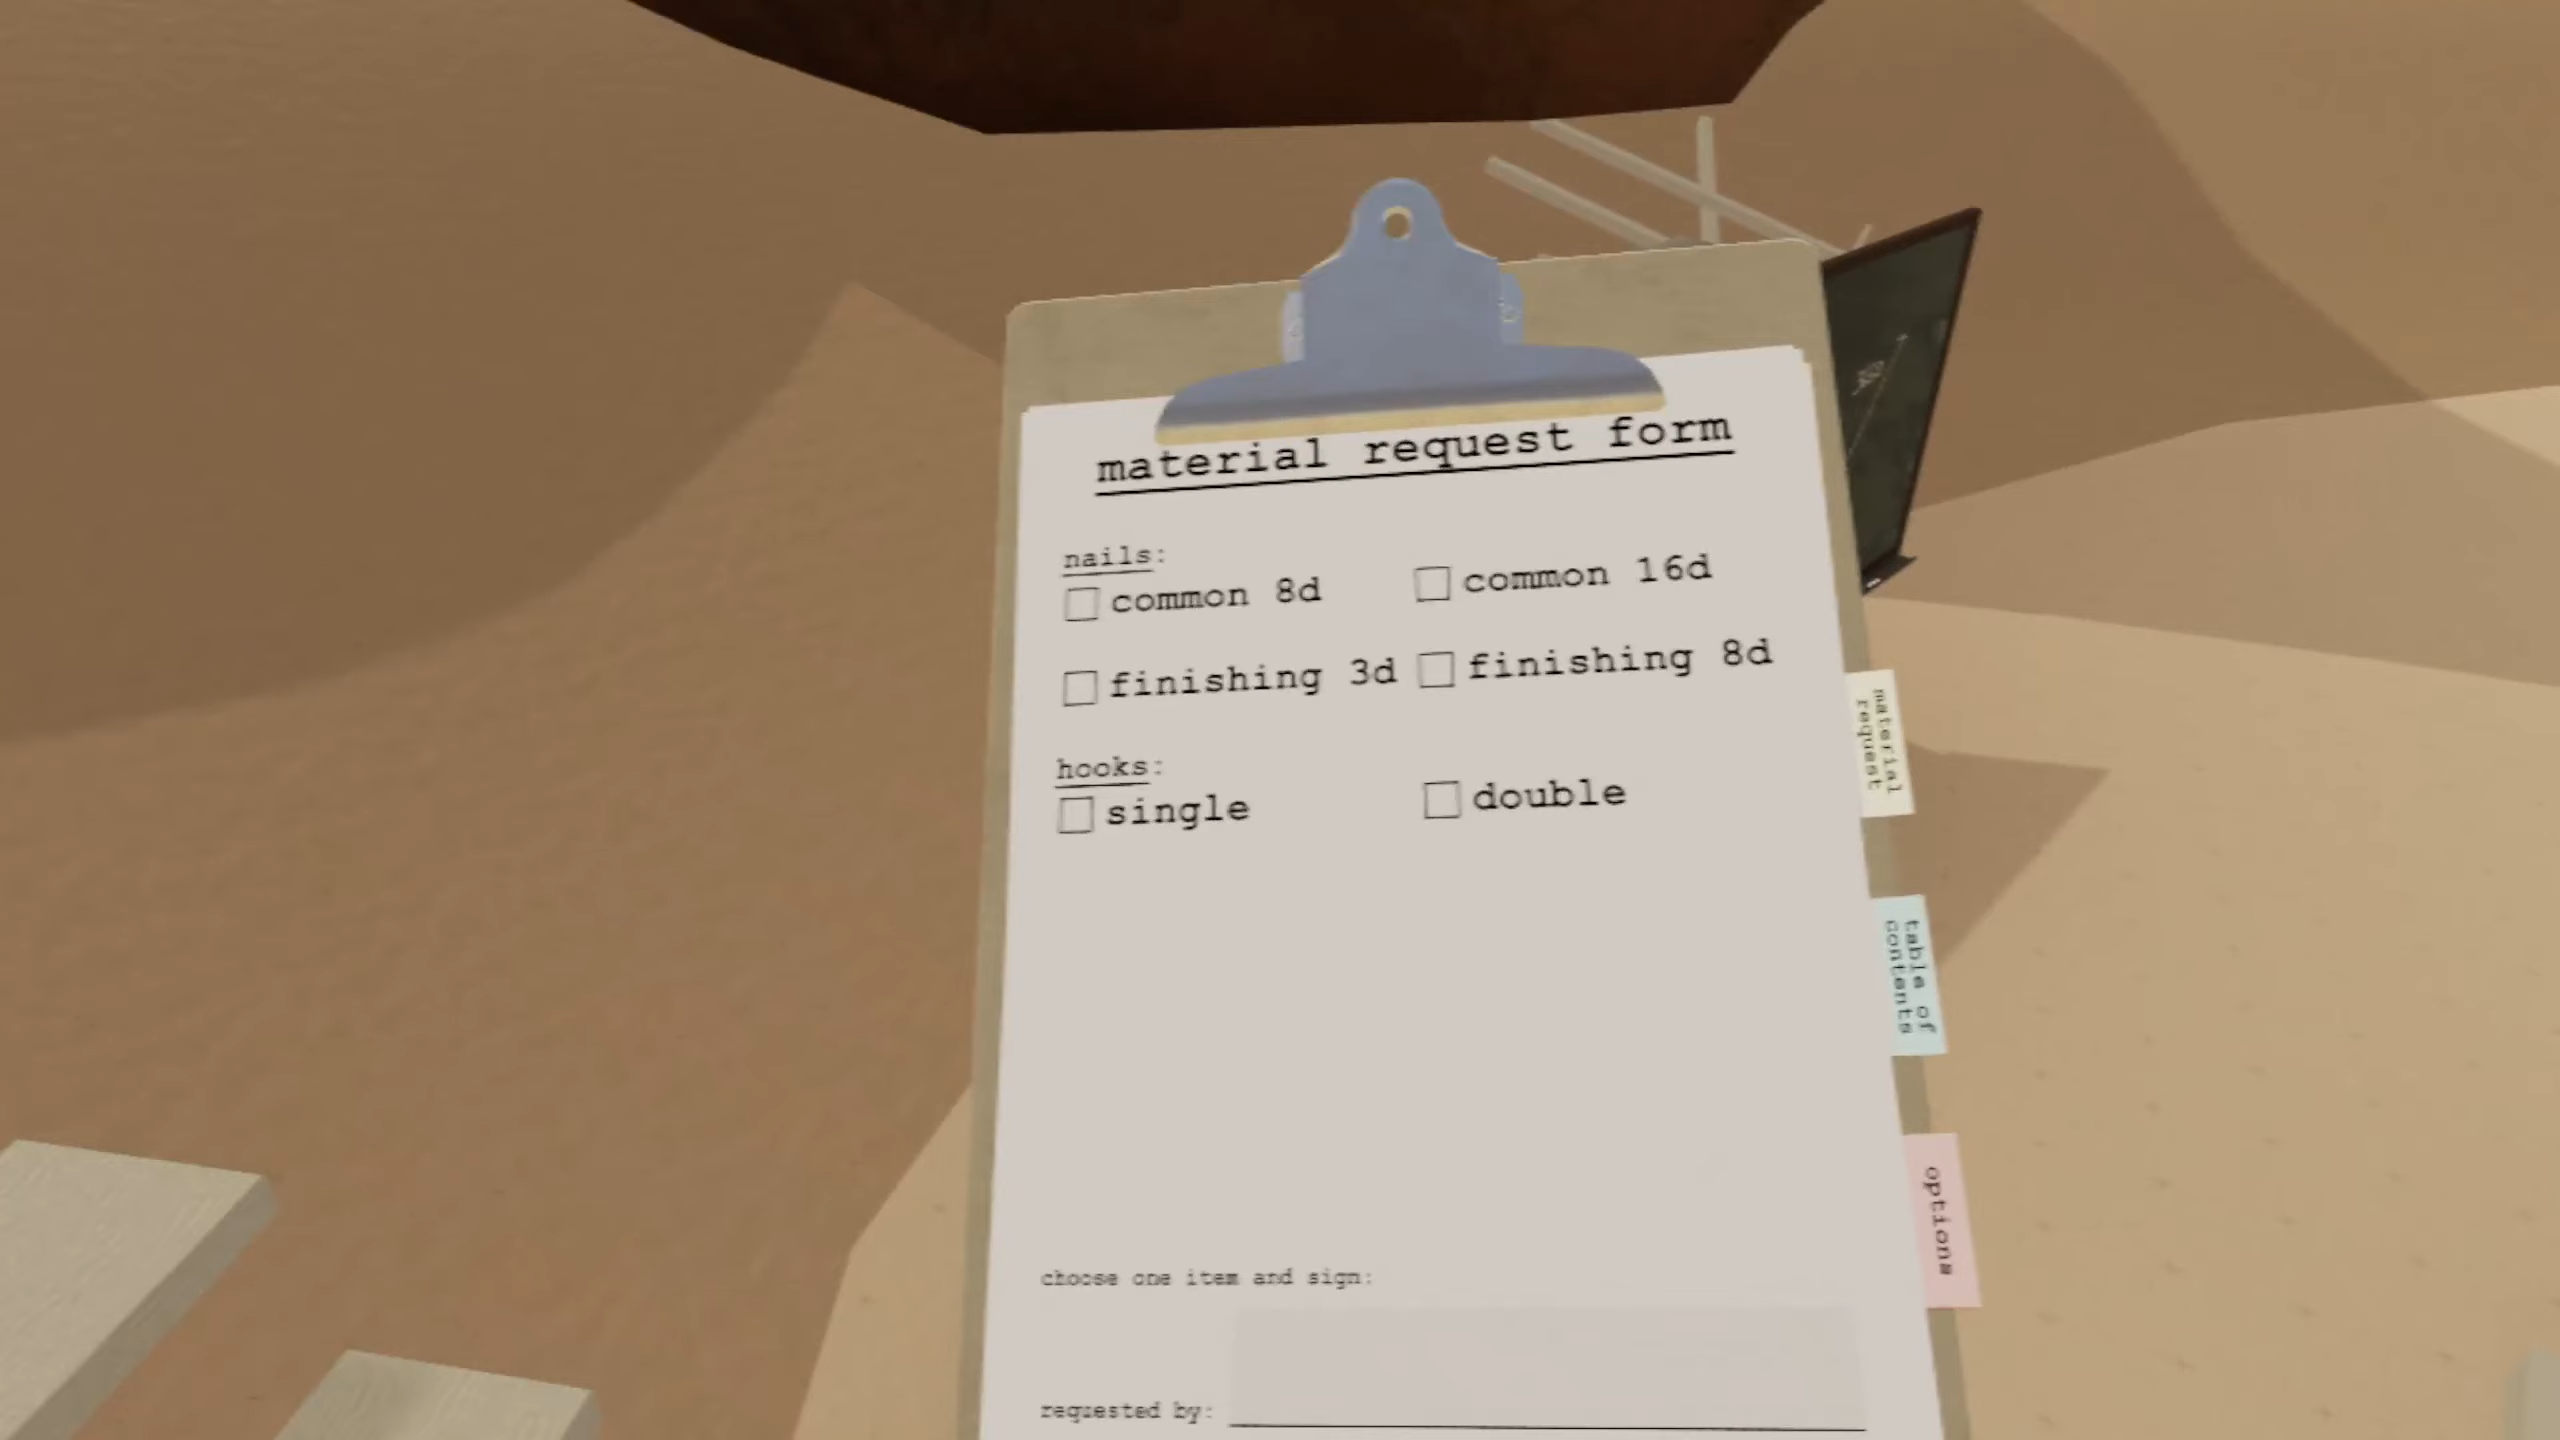 material request form
nails:
common 8d
common 16d
finishing 3d
finishing 8d
hooks:
single
double
choose one item and sign:
requested by:
material
request
table of
contents
options